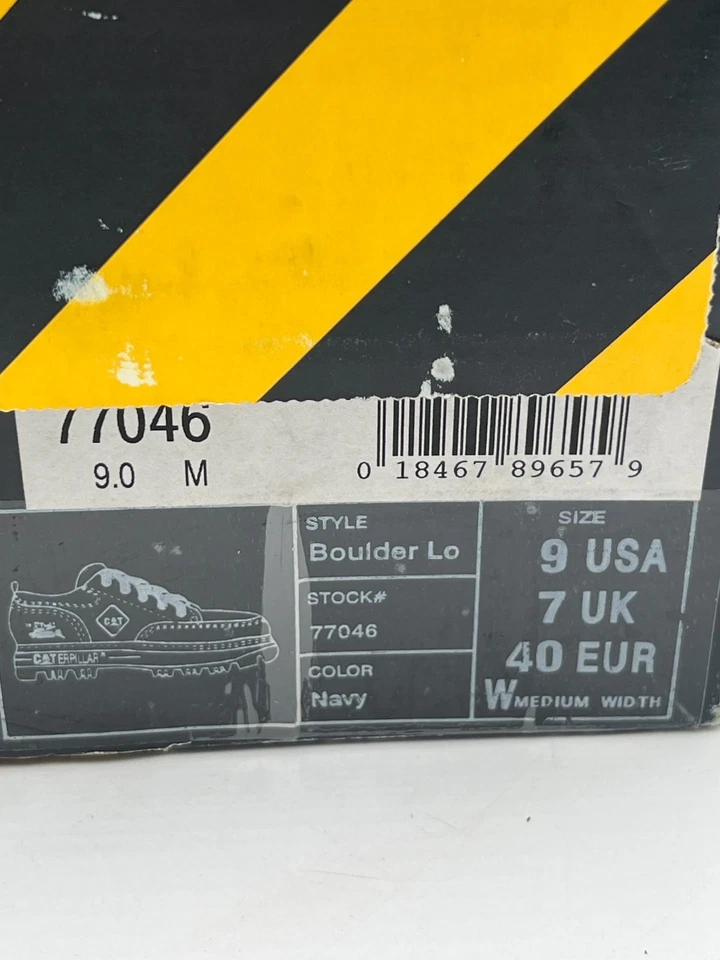 77046
9.0 M
0 18467 89657 9
STYLE
Boulder Lo
STOCK#
77046
COLOR
Navy
SIZE
9 USA
7 UK
40 EUR
W MEDIUM WIDTH
CAT
CATERPILLAR®